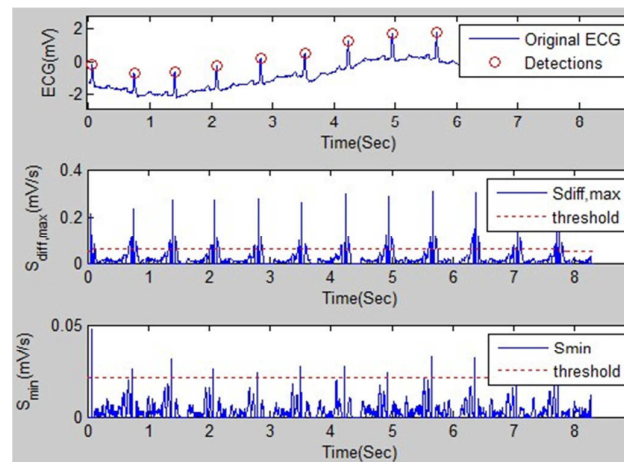 ECG(mV)
2
0
-2
Original ECG
Detections
0 1 2 3 4 5 6 7 8
Time(Sec)
Sdiff,max(mV/s)
0.4
0.2
0
Sdiff,max
threshold
0 1 2 3 4 5 6 7 8
Time(Sec)
Smin(mV/s)
0.05
0
Smin
threshold
0 1 2 3 4 5 6 7 8
Time(Sec)